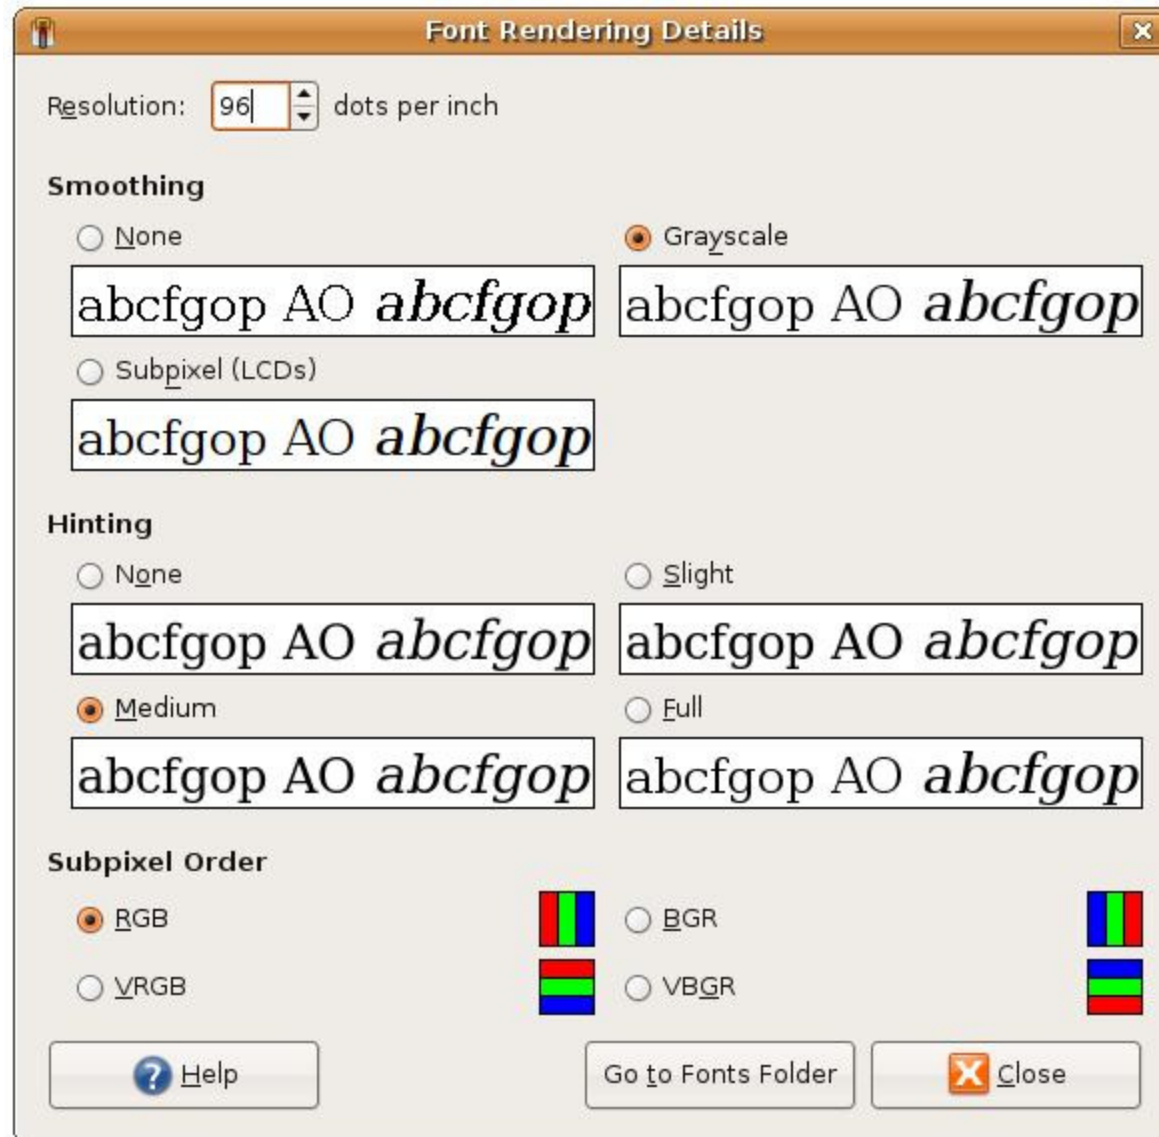 Font Rendering Details
Resolution: 96 dots per inch
Smoothing
None
Grayscale
abcfgop AO abcfgop
abcfgop AO abcfgop
Subpixel (LCDs)
abcfgop AO abcfgop
Hinting
None
Slight
abcfgop AO abcfgop
abcfgop AO abcfgop
Medium
Full
abcfgop AO abcfgop
abcfgop AO abcfgop
Subpixel Order
RGB
BGR
VRGB
VBGR
Help
Go to Fonts Folder
Close